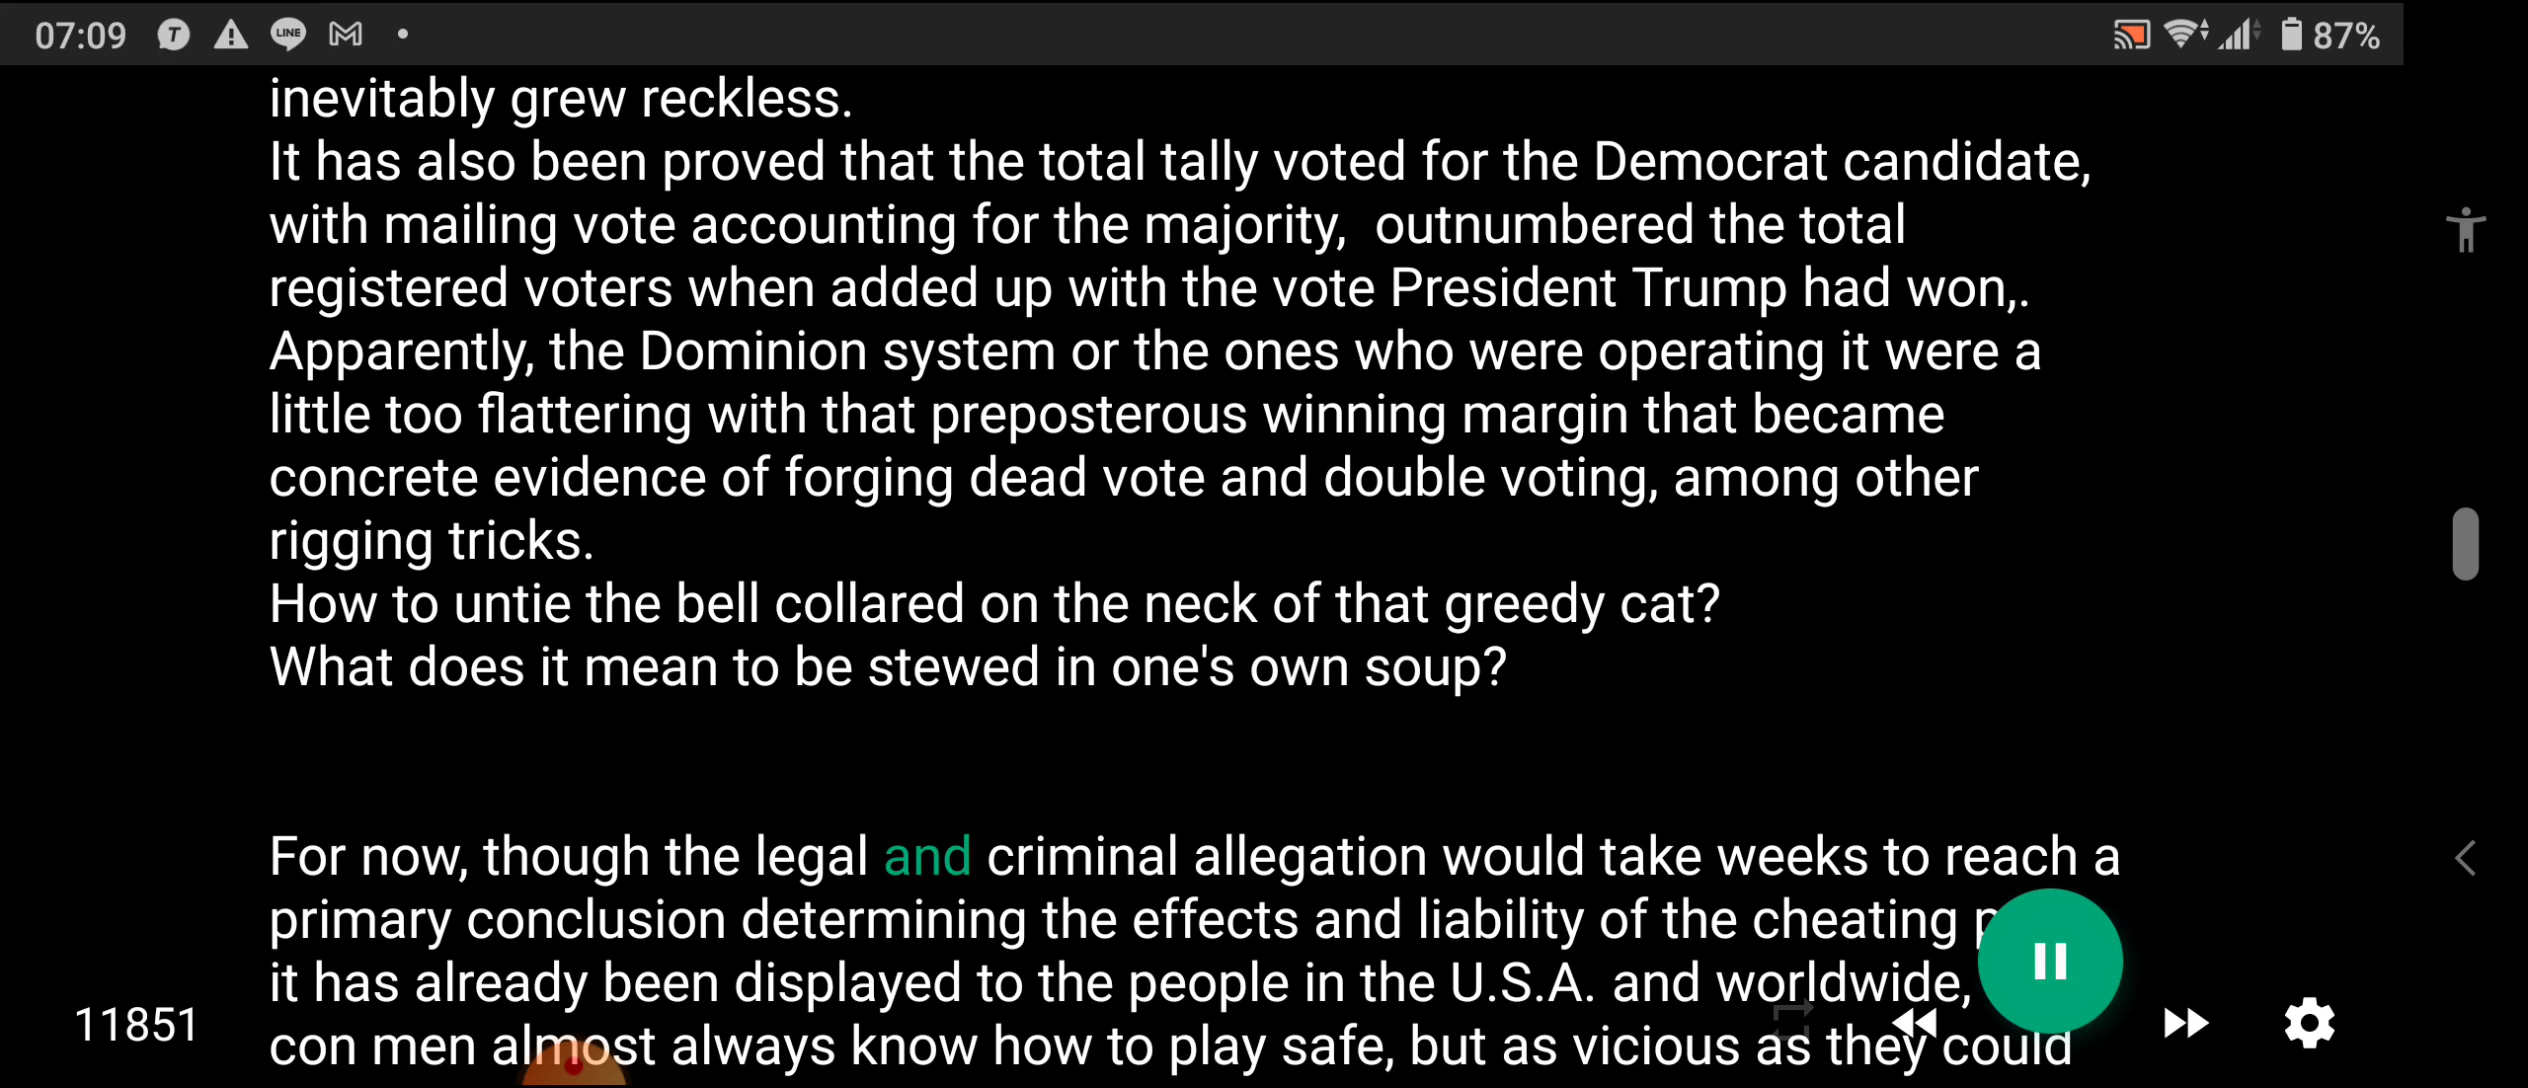 07:09 T LINE 87%
inevitably grew reckless.
It has also been proved that the total tally voted for the Democrat candidate,
with mailing vote accounting for the majority,  outnumbered the total
registered voters when added up with the vote President Trump had won,.
Apparently, the Dominion system or the ones who were operating it were a
little too flattering with that preposterous winning margin that became
concrete evidence of forging dead vote and double voting, among other
rigging tricks.
How to untie the bell collared on the neck of that greedy cat?
What does it mean to be stewed in one's own soup?
For now, though the legal and criminal allegation would take weeks to reach a
primary conclusion determining the effects and liability of the cheating
it has already been displayed to the people in the U.S.A. and worldwide,
con men almost always know how to play safe, but as vicious as they could
11851